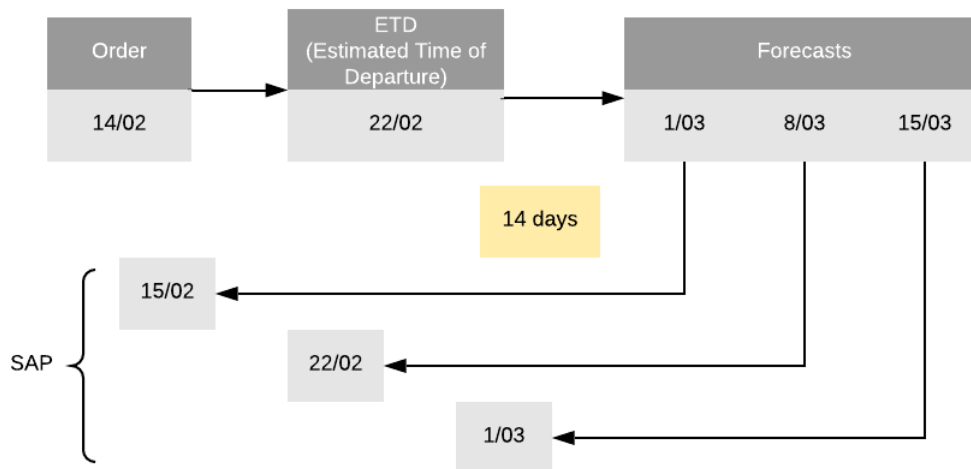 Order
ETD
(Estimated Time of
Departure)
Forecasts
14/02
22/02
1/03 8/03 15/03
14 days
15/02
SAP
22/02
1/03